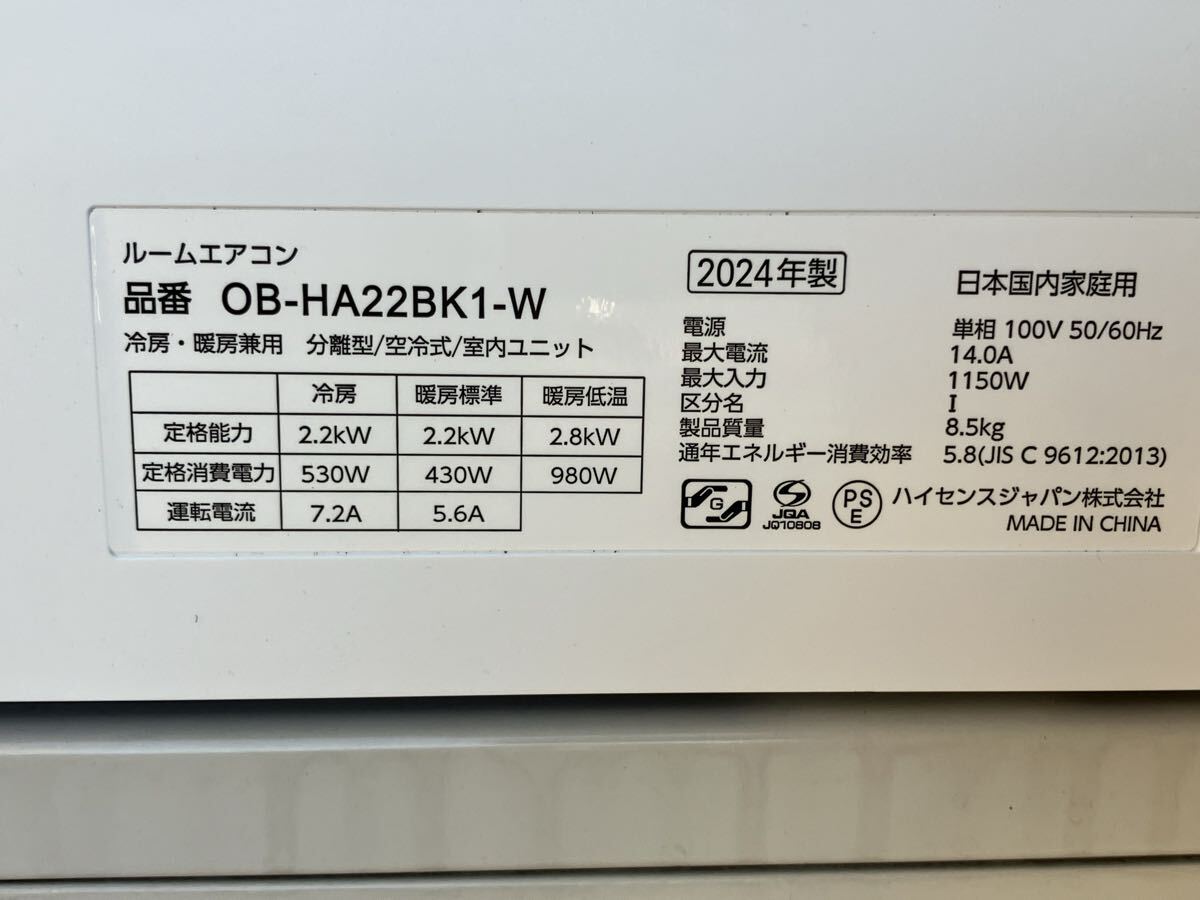 ルームエアコン
品番 OB-HA22BK1-W
冷房・暖房兼用 分離型/空冷式/室内ユニット
冷房 暖房標準 暖房低温
定格能力 2.2kW 2.2kW 2.8kW
定格消費電力 530W 430W 980W
運転電流 7.2A 5.6A
2024年製 日本国内家庭用
電源 単相 100V 50/60Hz
最大電流 14.0A
最大入力 1150W
区分名 I
製品質量 8.5kg
通年エネルギー消費効率 5.8(JIS C 9612:2013)
G JQA JQ10808 PSE ハイセンスジャパン株式会社
MADE IN CHINA